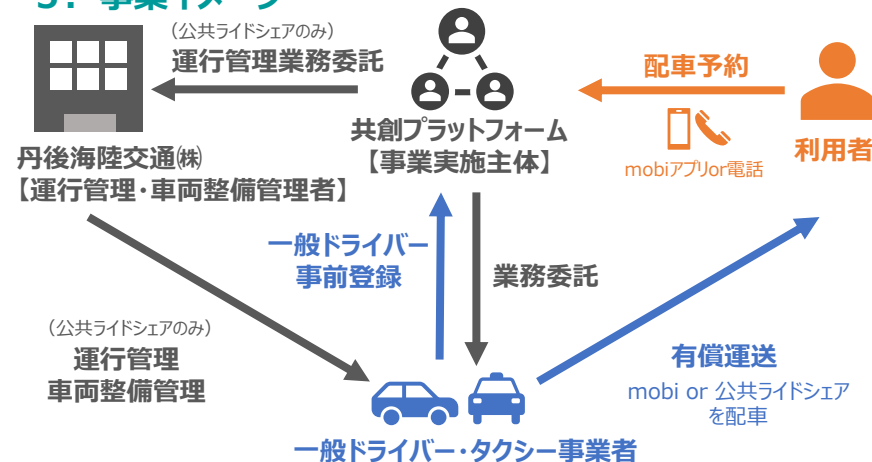 3. 事業イメージ
（公共ライドシェアのみ）
運行管理業務委託
配車予約
共創プラットフォーム
【事業実施主体】
mobiアプリor電話
利用者
丹後海陸交通㈱
【運行管理・車両整備管理者】
一般ドライバー
事前登録
業務委託
（公共ライドシェアのみ）
運行管理
車両整備管理
有償運送
mobi or 公共ライドシェア
を配車
一般ドライバー・タクシー事業者